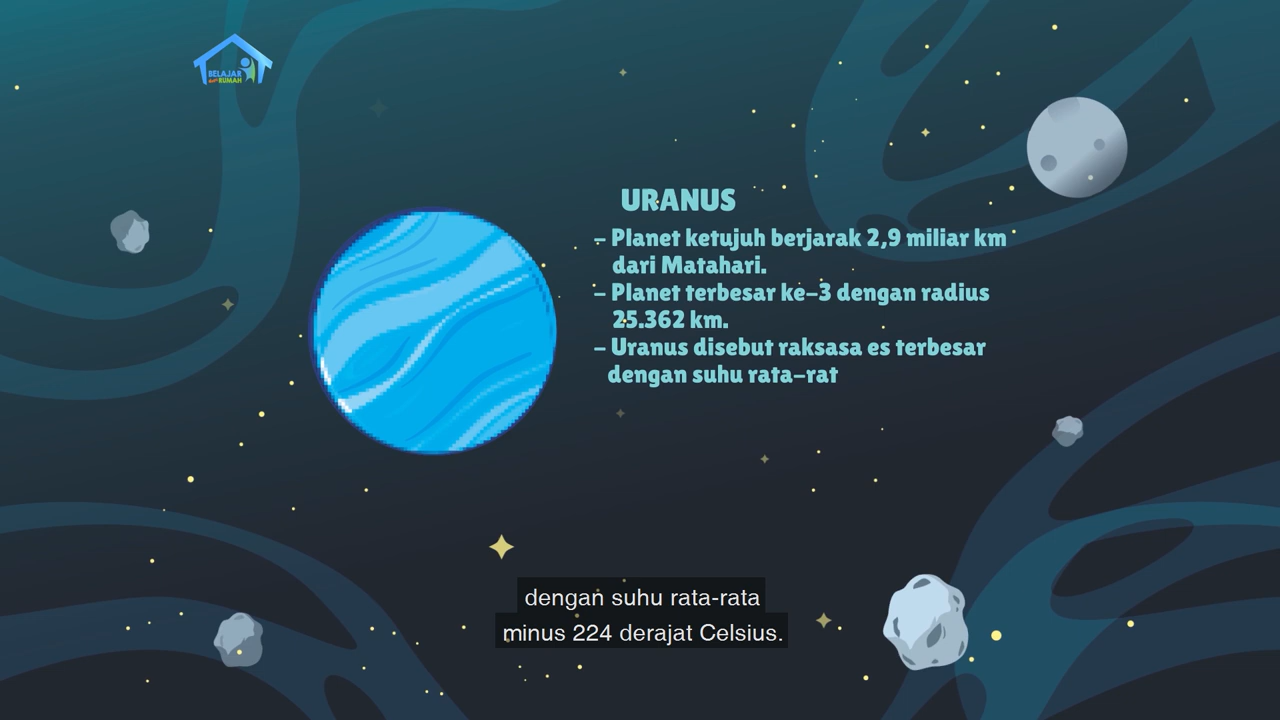 BELAJAR
dari RUMAH
URANUS
– Planet ketujuh berjarak 2,9 miliar km
dari Matahari.
– Planet terbesar ke-3 dengan radius
25.362 km.
– Uranus disebut raksasa es terbesar
dengan suhu rata-rat
dengan suhu rata-rata
minus 224 derajat Celsius.